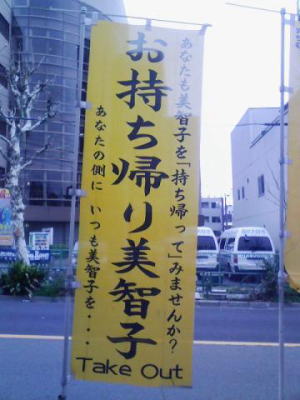 あなたも美智子を「持ち帰って」みませんか?
お持ち帰り美智子
あなたの側に いつも美智子を・・・
Take Out